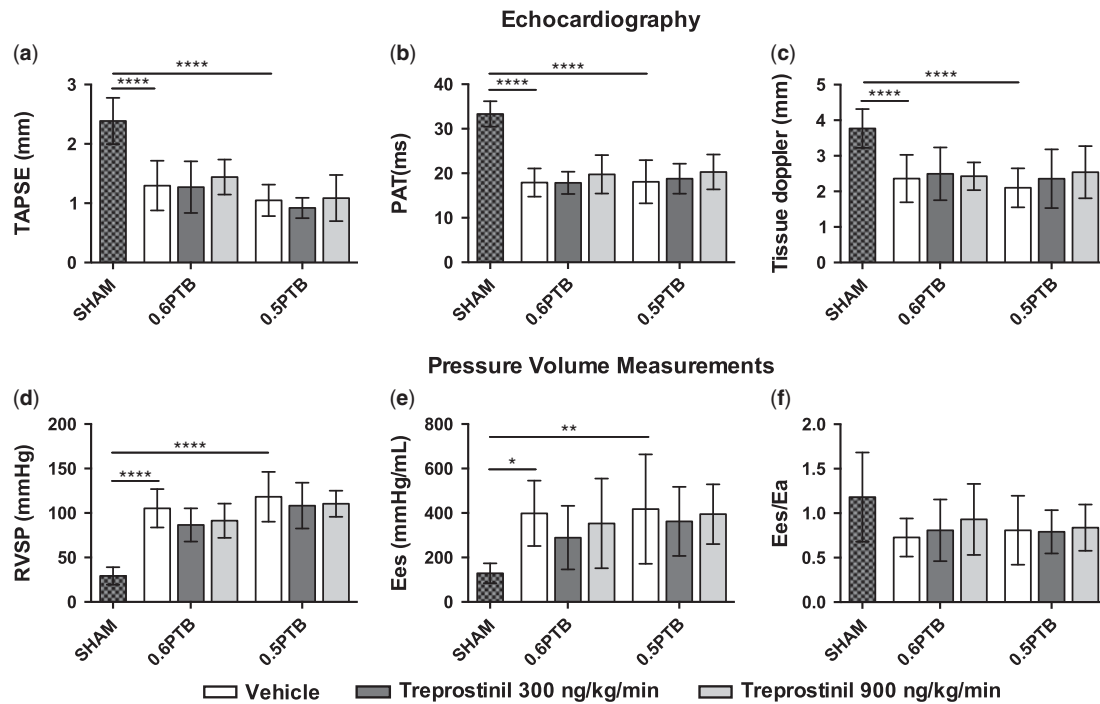 Echocardiography
(a)
(b)
(c)
TAPSE (mm)
3
2
1
0
****
****
SHAM
0.6PTB
0.5PTB
PAT(ms)
40
30
20
10
0
****
****
SHAM
0.6PTB
0.5PTB
Tissue doppler (mm)
5
4
3
2
1
0
****
****
SHAM
0.6PTB
0.5PTB
Pressure Volume Measurements
(d)
(e)
(f)
RVSP (mmHg)
200
150
100
50
0
****
****
SHAM
0.6PTB
0.5PTB
Ees (mmHg/mL)
800
600
400
200
0
*
**
SHAM
0.6PTB
0.5PTB
Ees/Ea
2.0
1.5
1.0
0.5
0.0
SHAM
0.6PTB
0.5PTB
Vehicle
Treprostinil 300 ng/kg/min
Treprostinil 900 ng/kg/min